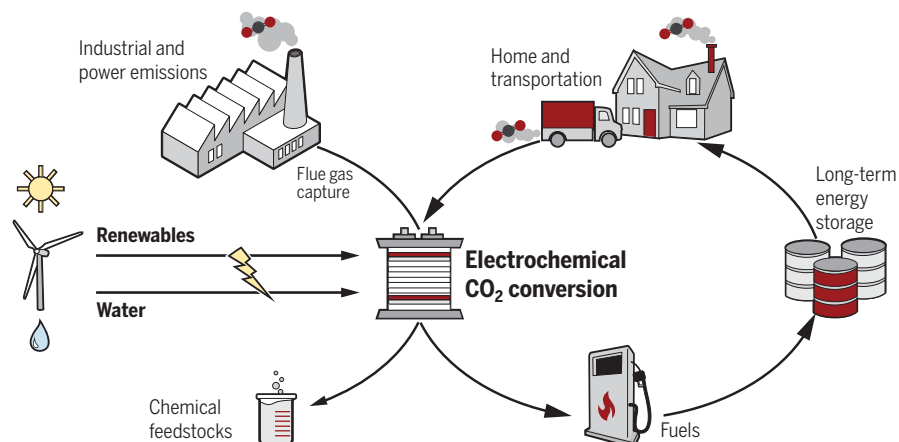 Industrial and
power emissions
Home and
transportation
Flue gas
capture
Long-term
energy
storage
Renewables
Water
Electrochemical
CO₂ conversion
Chemical
feedstocks
Fuels